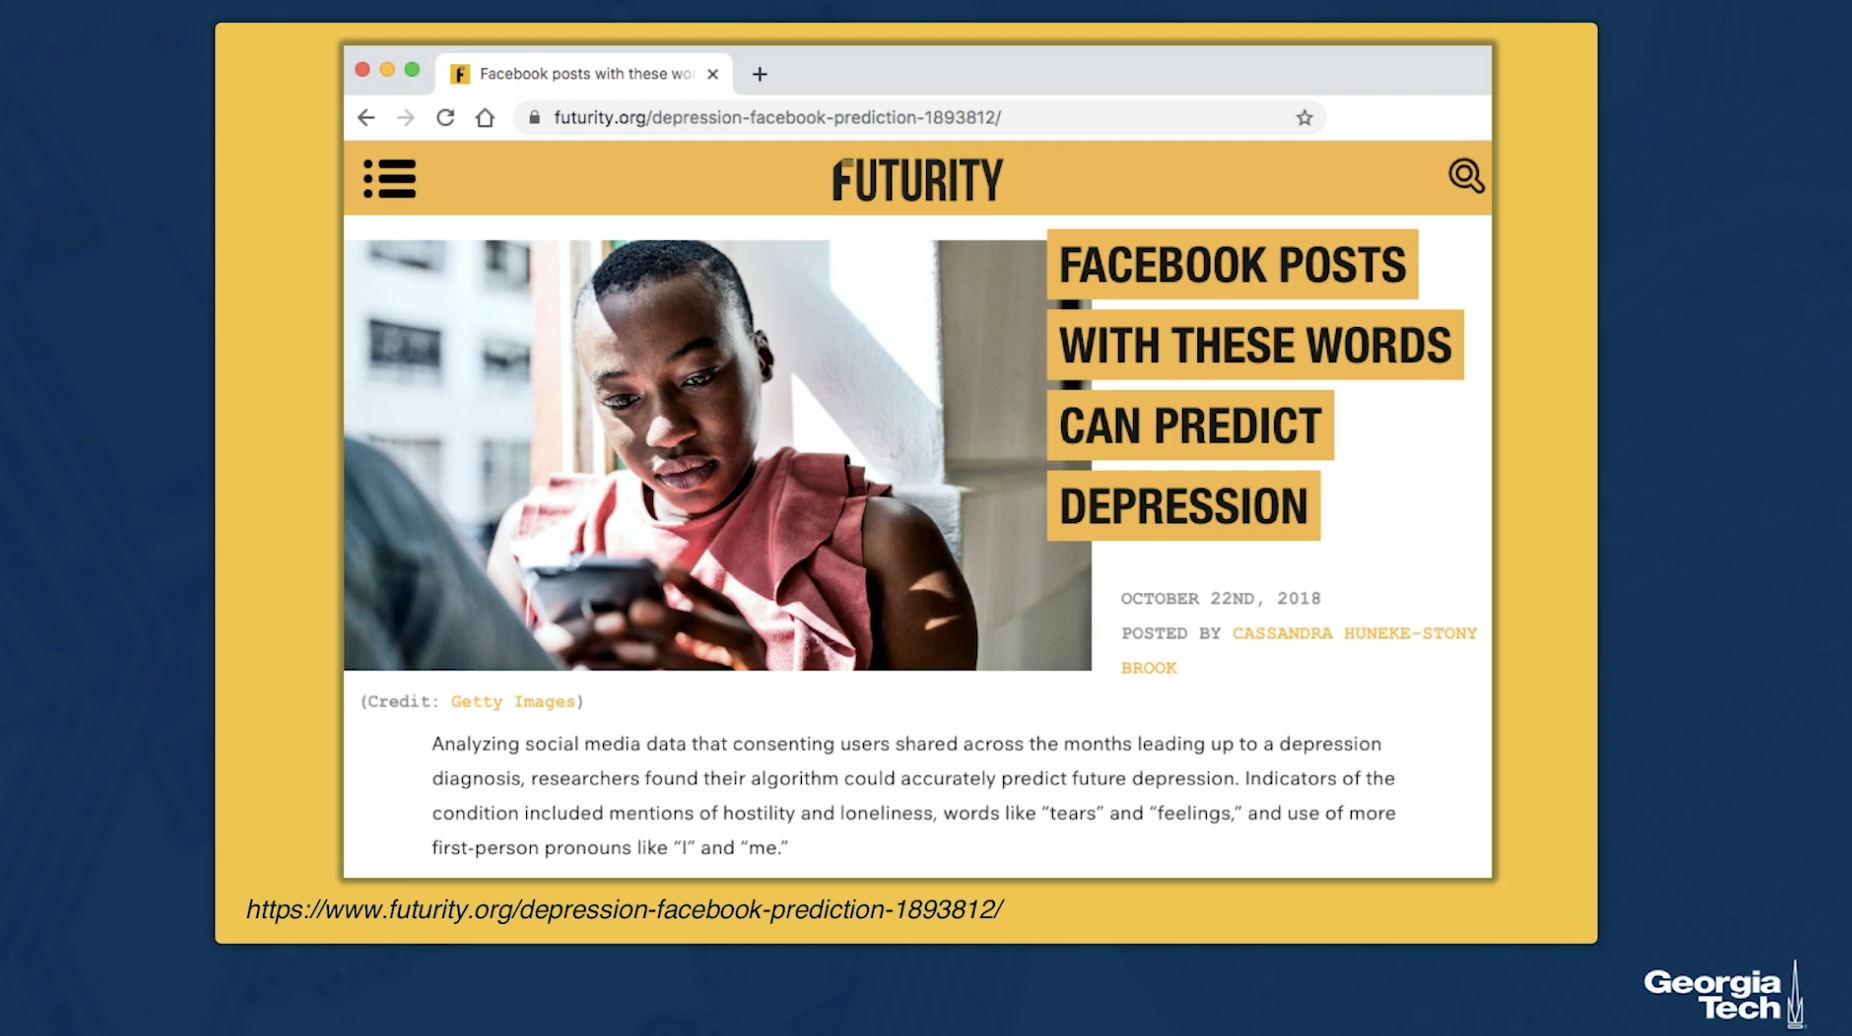 Facebook posts with these wor
futurity.org/depression-facebook-prediction-1893812/
FUTURITY
FACEBOOK POSTS
WITH THESE WORDS
CAN PREDICT
DEPRESSION
OCTOBER 22ND, 2018
POSTED BY CASSANDRA HUNEKE-STONY
BROOK
(Credit: Getty Images)
Analyzing social media data that consenting users shared across the months leading up to a depression
diagnosis, researchers found their algorithm could accurately predict future depression. Indicators of the
condition included mentions of hostility and loneliness, words like “tears” and “feelings,” and use of more
first-person pronouns like “I” and “me.”
https://www.futurity.org/depression-facebook-prediction-1893812/
Georgia
Tech